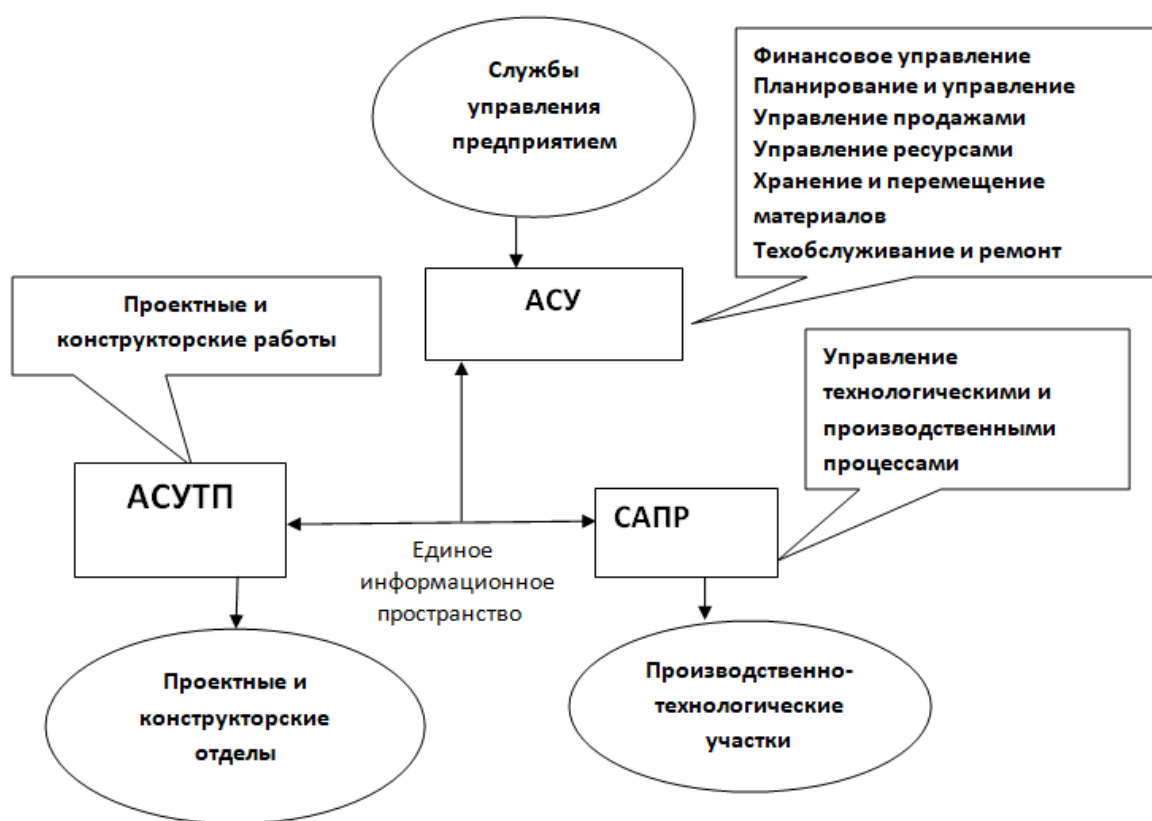 Службы
управления
предприятием
Финансовое управление
Планирование и управление
Управление продажами
Управление ресурсами
Хранение и перемещение
материалов
Техобслуживание и ремонт
АСУ
Проектные и
конструкторские работы
Управление
технологическими и
производственными
процессами
АСУТП
САПР
Единое
информационное
пространство
Проектные и
конструкторские
отделы
Производственно-
технологические
участки